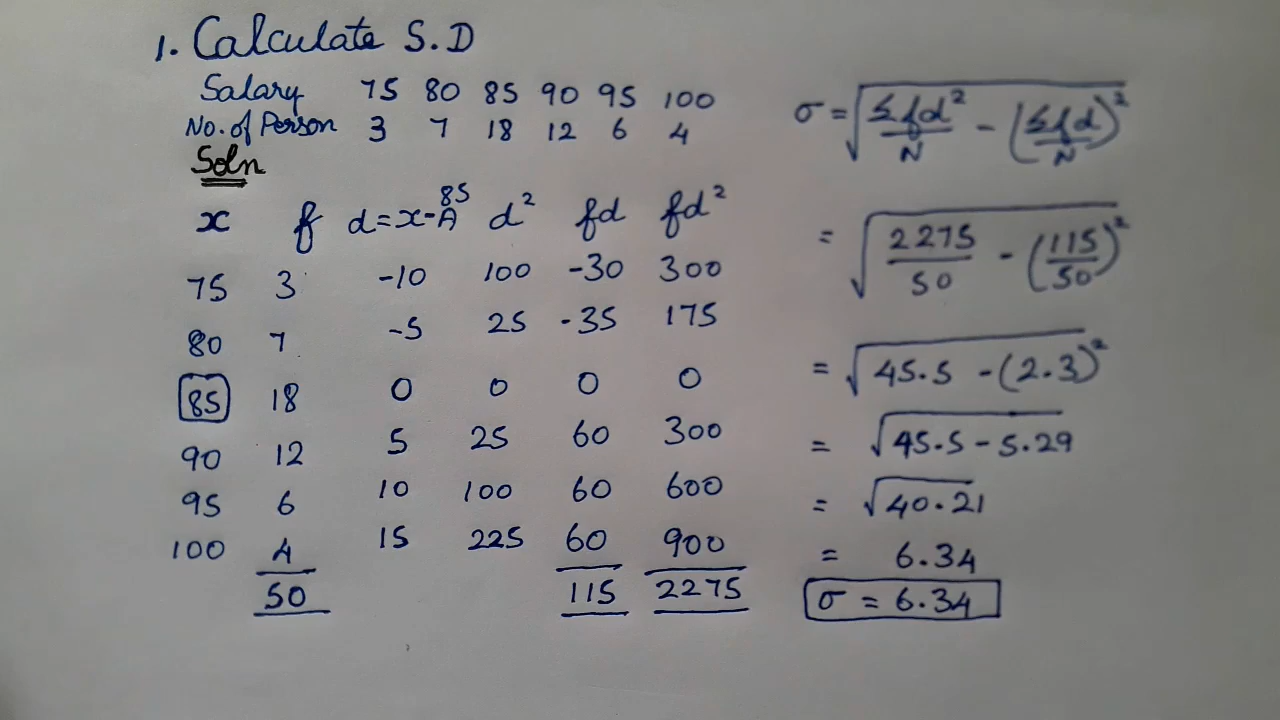 1. Calculate S.D
Salary 75 80 85 90 95 100
No. of Person 3 7 18 12 6 4
Soln
x f d=x-A 85 d² fd fd²
75 3 -10 100 -30 300
80 7 -5 25 -35 175
85 18 0 0 0 0
90 12 5 25 60 300
95 6 10 100 60 600
100 4 15 225 60 900
50 115 2275
σ = √(Σfd²/N - (Σfd/N)²)
= √(2275/50 - (115/50)²)
= √(45.5 - (2.3)²)
= √(45.5 - 5.29)
= √40.21
= 6.34
σ = 6.34